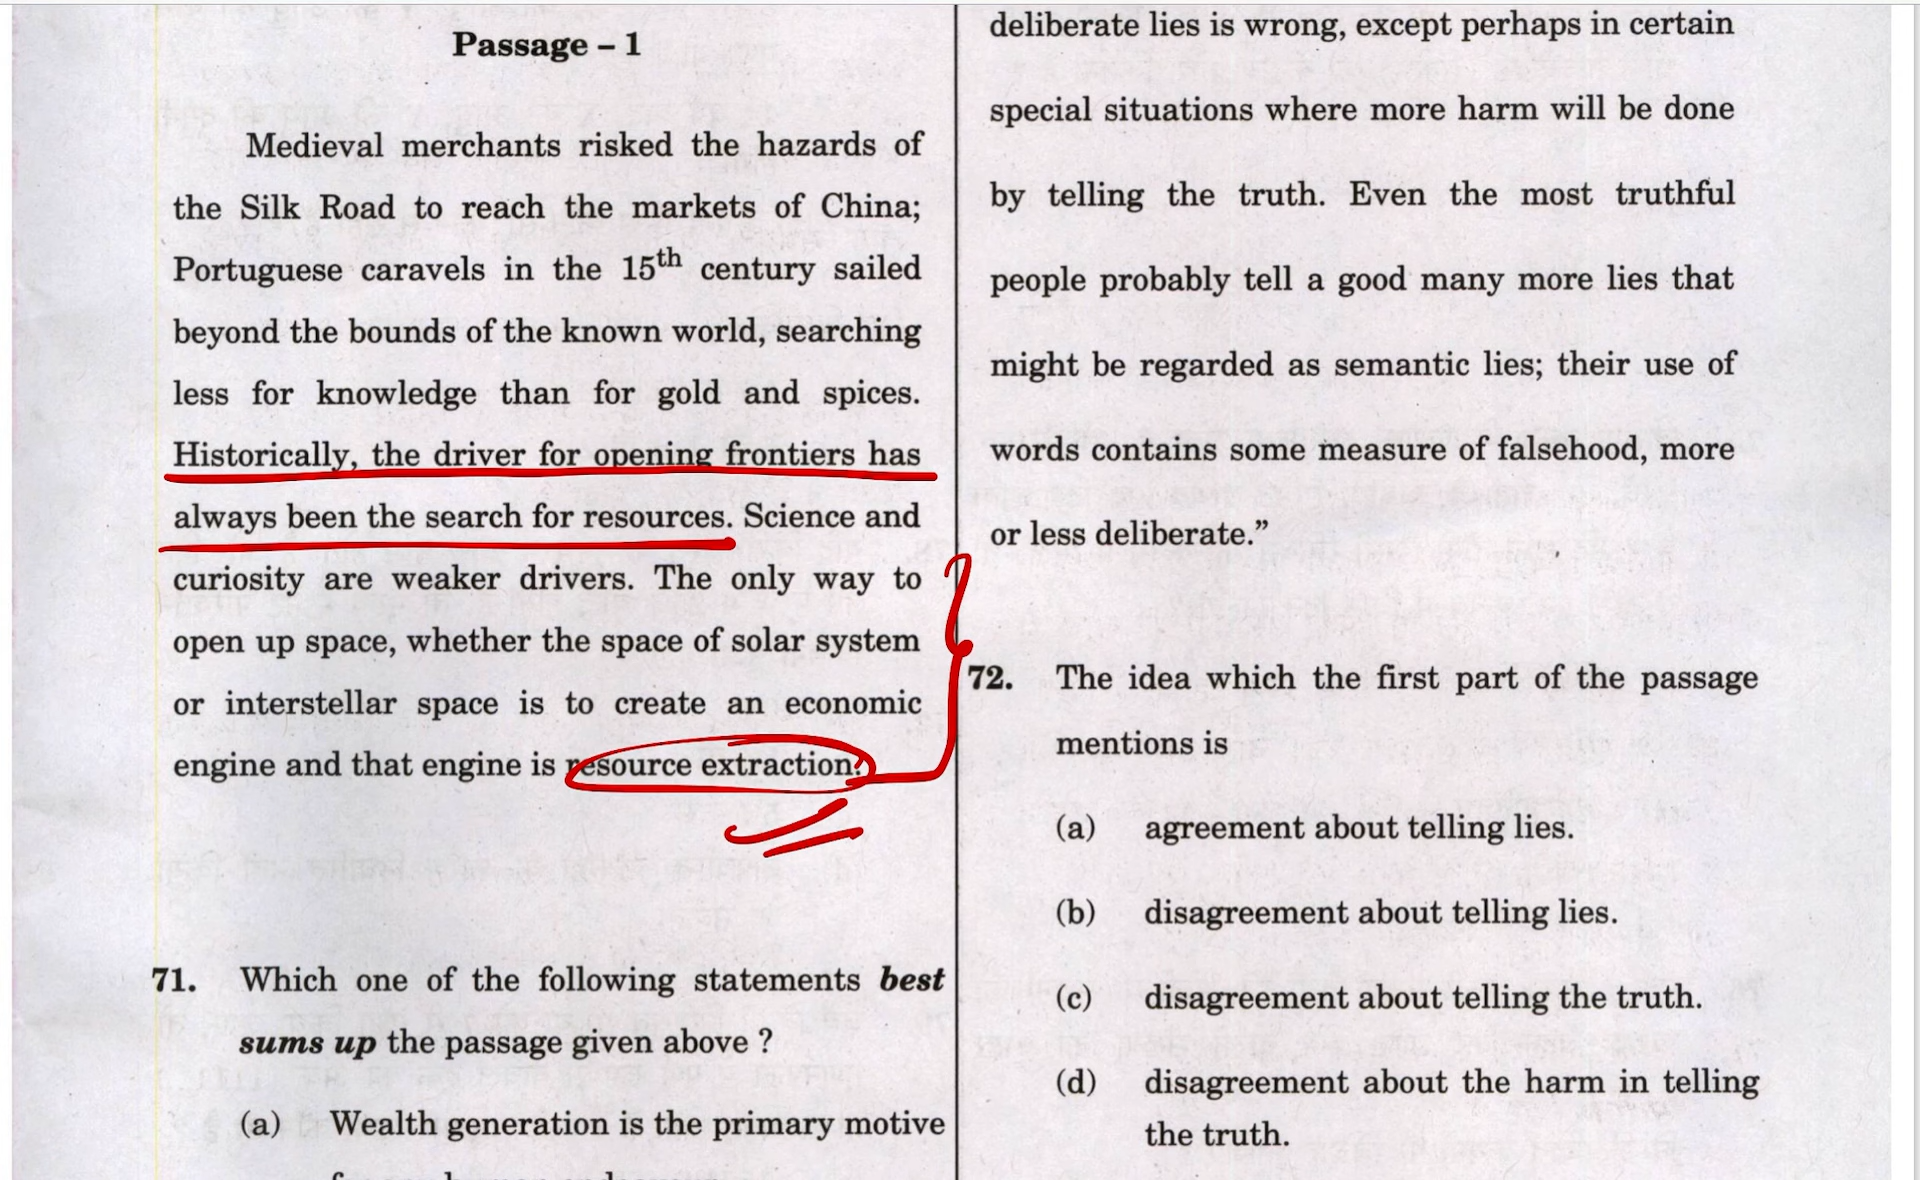 Passage – 1
Medieval merchants risked the hazards of
the Silk Road to reach the markets of China;
Portuguese caravels in the 15th century sailed
beyond the bounds of the known world, searching
less for knowledge than for gold and spices.
Historically, the driver for opening frontiers has
always been the search for resources. Science and
curiosity are weaker drivers. The only way to
open up space, whether the space of solar system
or interstellar space is to create an economic
engine and that engine is resource extraction.
71. Which one of the following statements best
sums up the passage given above ?
(a) Wealth generation is the primary motive
deliberate lies is wrong, except perhaps in certain
special situations where more harm will be done
by telling the truth. Even the most truthful
people probably tell a good many more lies that
might be regarded as semantic lies; their use of
words contains some measure of falsehood, more
or less deliberate.”
72. The idea which the first part of the passage
mentions is
(a) agreement about telling lies.
(b) disagreement about telling lies.
(c) disagreement about telling the truth.
(d) disagreement about the harm in telling
the truth.